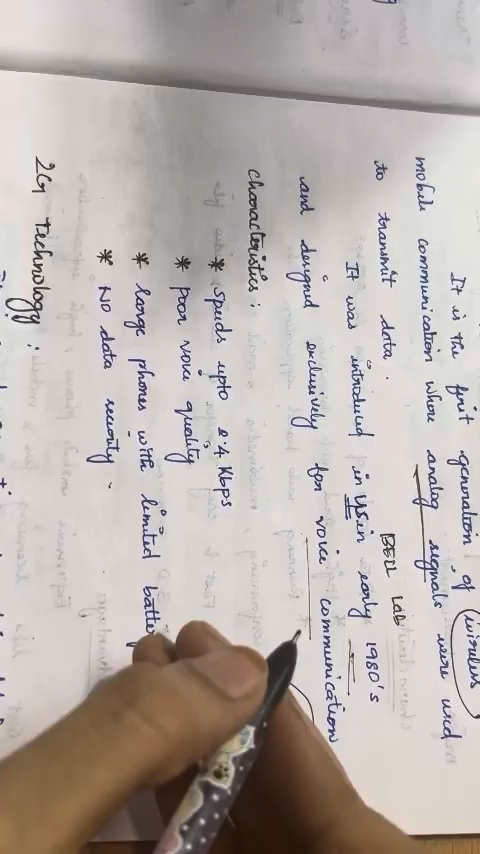 It is the first generation of wireless
mobile communication where analog signals were used
to transmit data.
BELL LAB
It was introduced in US in early 1980's
and designed exclusively for voice communication
characteristics:
* Speeds upto 2.4 Kbps
* poor voice quality
* large phones with limited
* No data security.
2G Technology: